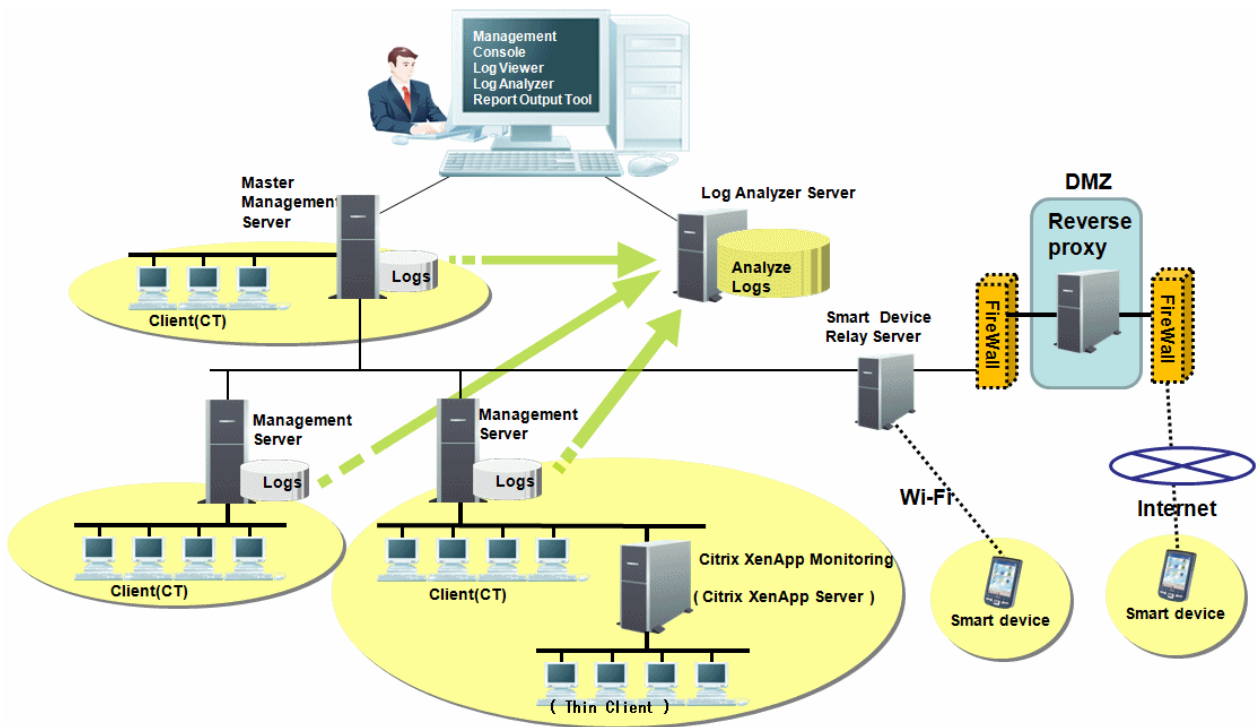 Management
Console
Log Viewer
Log Analyzer
Report Output Tool
Master
Management
Server
Log Analyzer Server
DMZ
Reverse
proxy
Logs
Analyze
Logs
Client(CT)
Smart Device
Relay Server
FireWall
FireWall
Management
Server
Management
Server
Logs
Logs
Wi-Fi
Internet
Client(CT)
Client(CT)
Citrix XenApp Monitoring
( Citrix XenApp Server )
Smart device
Smart device
( Thin Client )